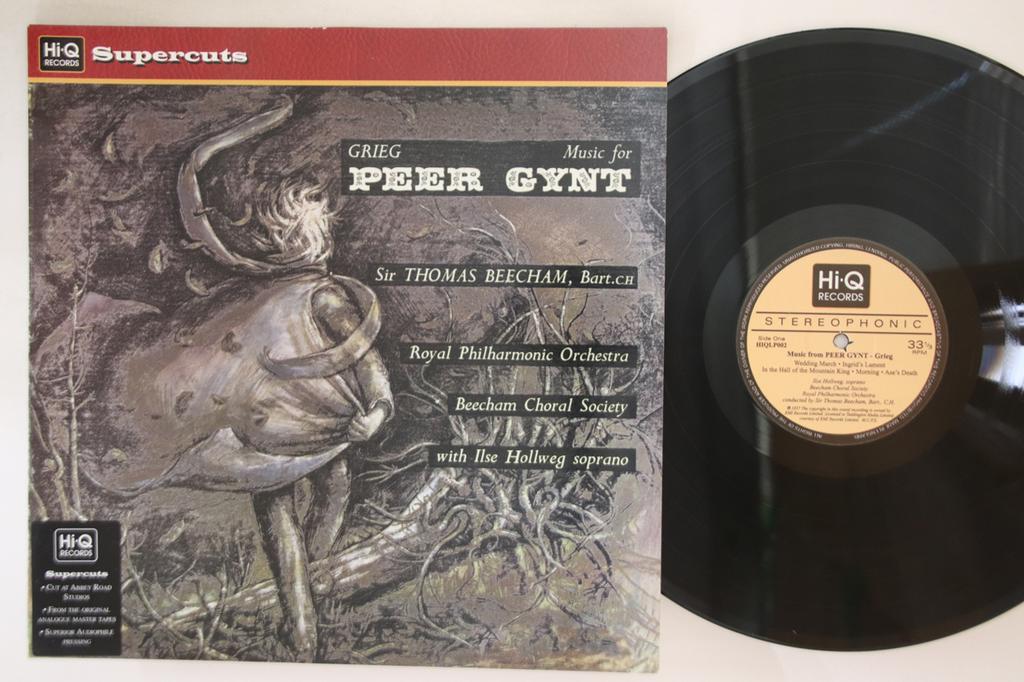 Hi·Q
RECORDS
Supercuts
GRIEG Music for
PEER GYNT
Sir THOMAS BEECHAM, Bart.CH
Royal Philharmonic Orchestra
Beecham Choral Society
with Ilse Hollweg soprano
Hi·Q
RECORDS
Supercuts
• CUT AT ABBEY ROAD
STUDIOS
• FROM THE ORIGINAL
ANALOGUE MASTER TAPES
• SUPERIOR AUDIOPHILE
PRESSING
Hi·Q
RECORDS
STEREOPHONIC
Side One
HIQLP002
33⅓
RPM
Music from PEER GYNT - Grieg
Wedding March • Ingrid's Lament
In the Hall of the Mountain King • Morning • Ase's Death
Ilse Hollweg, soprano
Beecham Choral Society
Royal Philharmonic Orchestra
conducted by Sir Thomas Beecham, Bart., C.H.